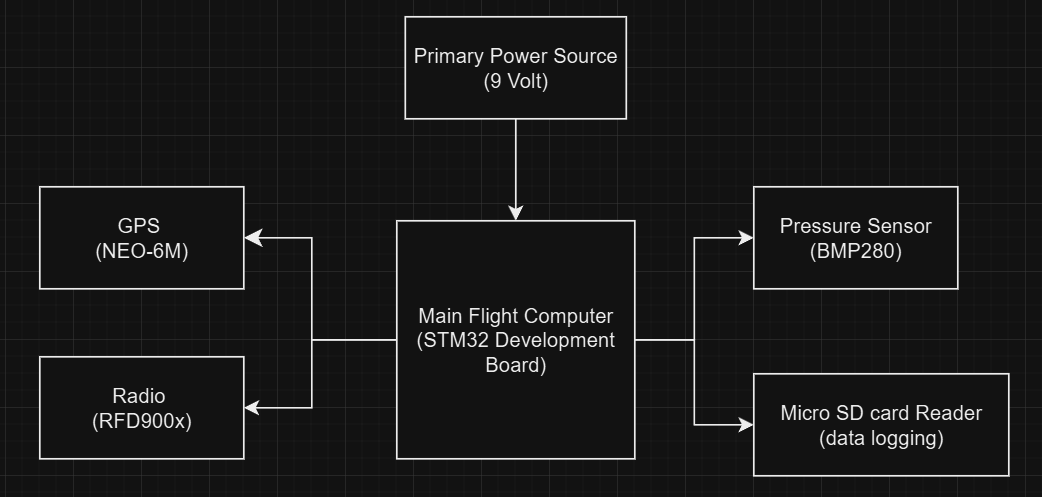 Primary Power Source
(9 Volt)
GPS
(NEO-6M)
Pressure Sensor
(BMP280)
Main Flight Computer
(STM32 Development
Board)
Radio
(RFD900x)
Micro SD card Reader
(data logging)